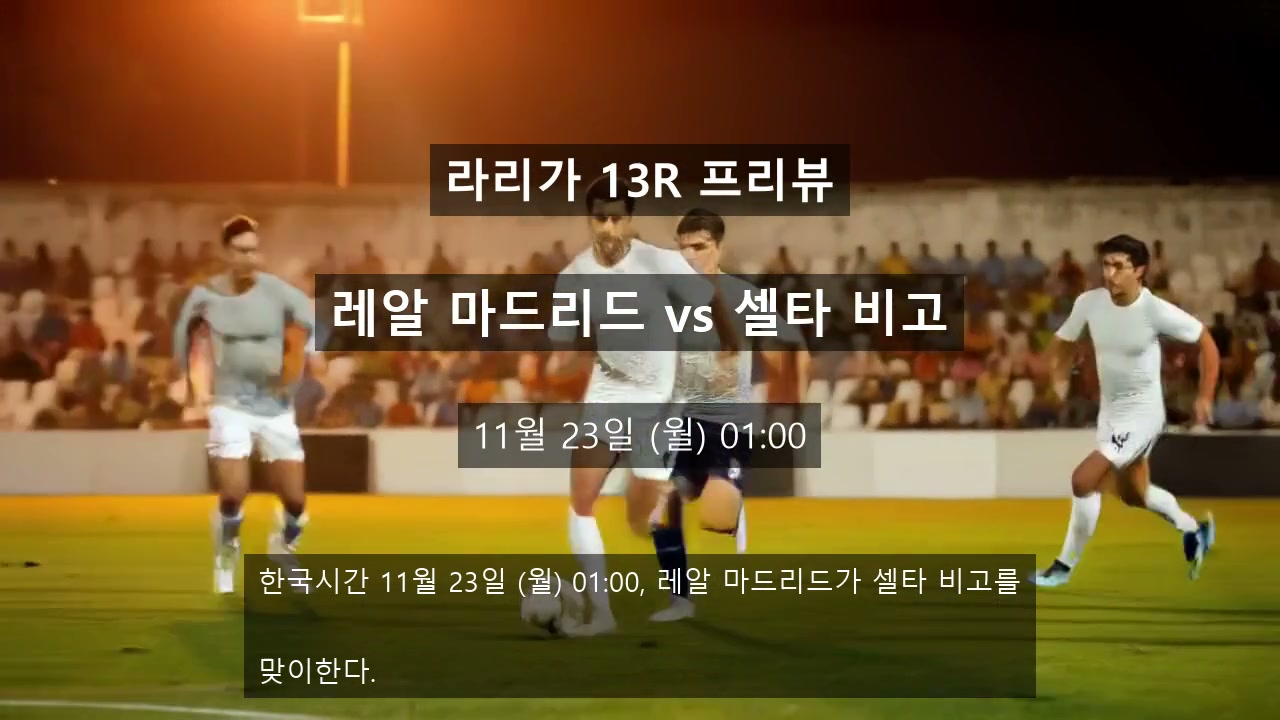 라리가 13R 프리뷰
레알 마드리드 vs 셀타 비고
11월 23일 (월) 01:00
한국시간 11월 23일 (월) 01:00, 레알 마드리드가 셀타 비고를
맞이한다.